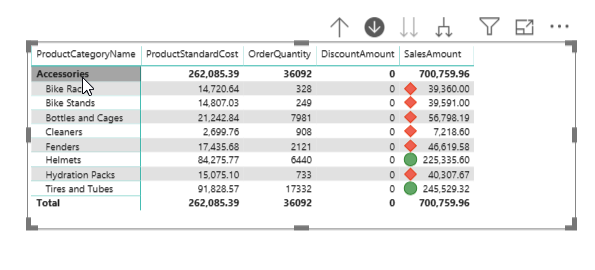 ProductCategoryName ProductStandardCost OrderQuantity DiscountAmount SalesAmount
Accessories 262,085.39 36092 0 700,759.96
Bike 14,720.64 328 0 39,360.00
Bike Stands 14,807.03 249 0 39,591.00
Bottles and Cages 21,242.84 7981 0 56,798.19
Cleaners 2,699.76 908 0 7,218.60
Fenders 17,435.68 2121 0 46,619.58
Helmets 84,275.77 6440 0 225,335.60
Hydration Packs 15,075.10 733 0 40,307.67
Tires and Tubes 91,828.57 17332 0 245,529.32
Total 262,085.39 36092 0 700,759.96